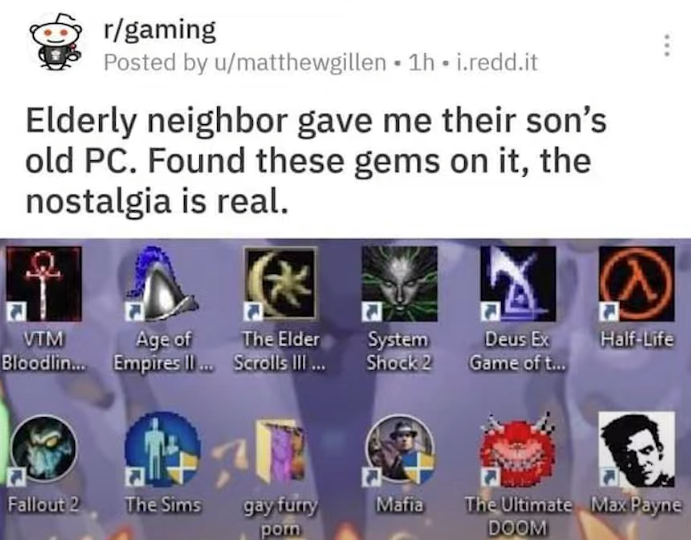 r/gaming
Posted by u/matthewgillen • 1h • i.redd.it
Elderly neighbor gave me their son's
old PC. Found these gems on it, the
nostalgia is real.
VTM
Bloodlin...
Age of
Empires II ...
The Elder
Scrolls III ...
System
Shock 2
Deus Ex
Game of t...
Half-Life
Fallout 2
The Sims
gay furry
porn
Mafia
The Ultimate
DOOM
Max Payne